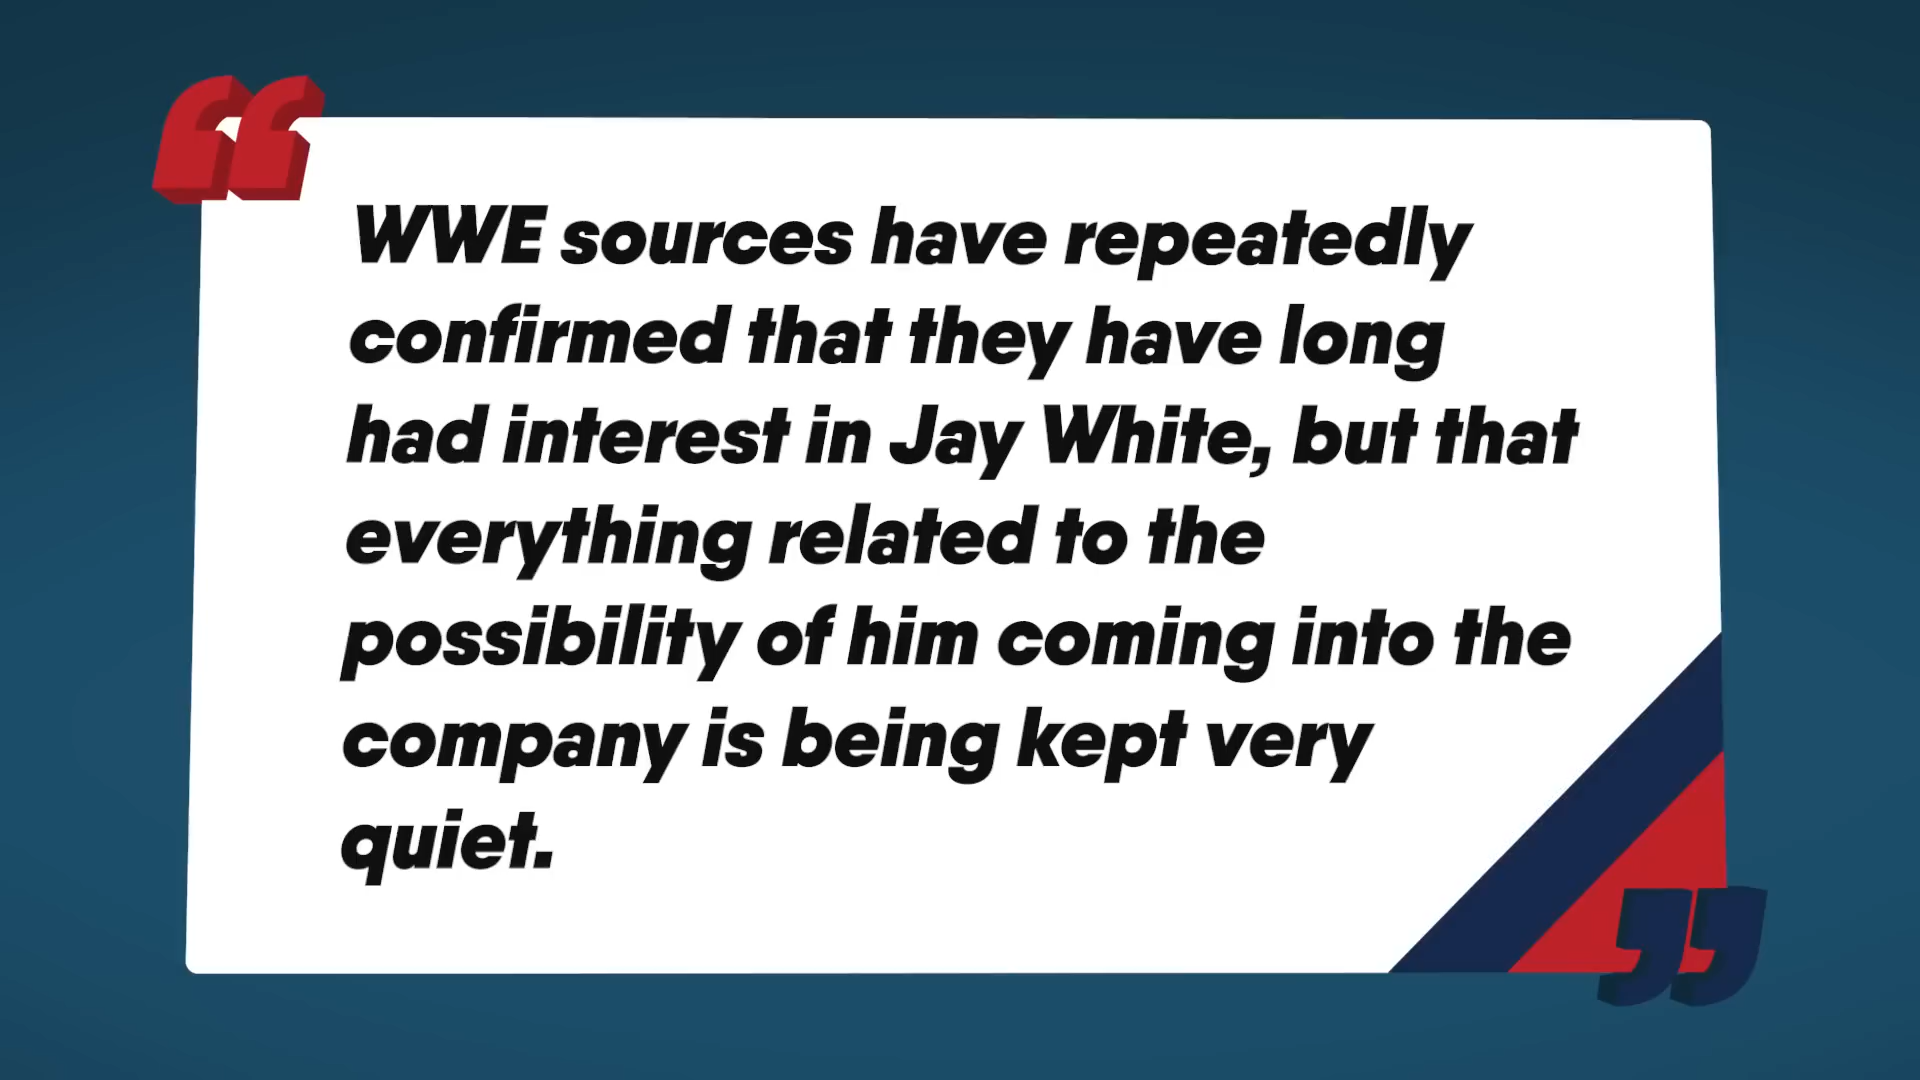 WWE sources have repeatedly
confirmed that they have long
had interest in Jay White, but that
everything related to the
possibility of him coming into the
company is being kept very
quiet.